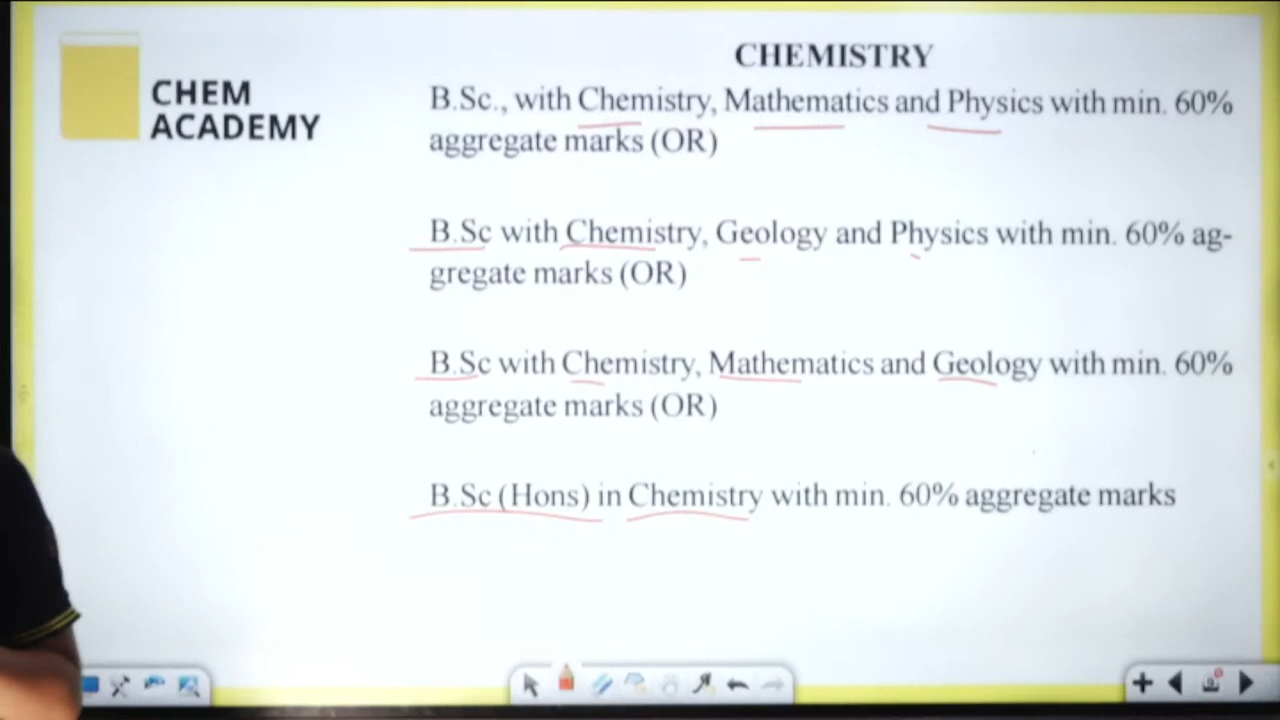 CHEM
ACADEMY
CHEMISTRY
B.Sc., with Chemistry, Mathematics and Physics with min. 60%
aggregate marks (OR)
B.Sc with Chemistry, Geology and Physics with min. 60% ag-
gregate marks (OR)
B.Sc with Chemistry, Mathematics and Geology with min. 60%
aggregate marks (OR)
B.Sc (Hons) in Chemistry with min. 60% aggregate marks